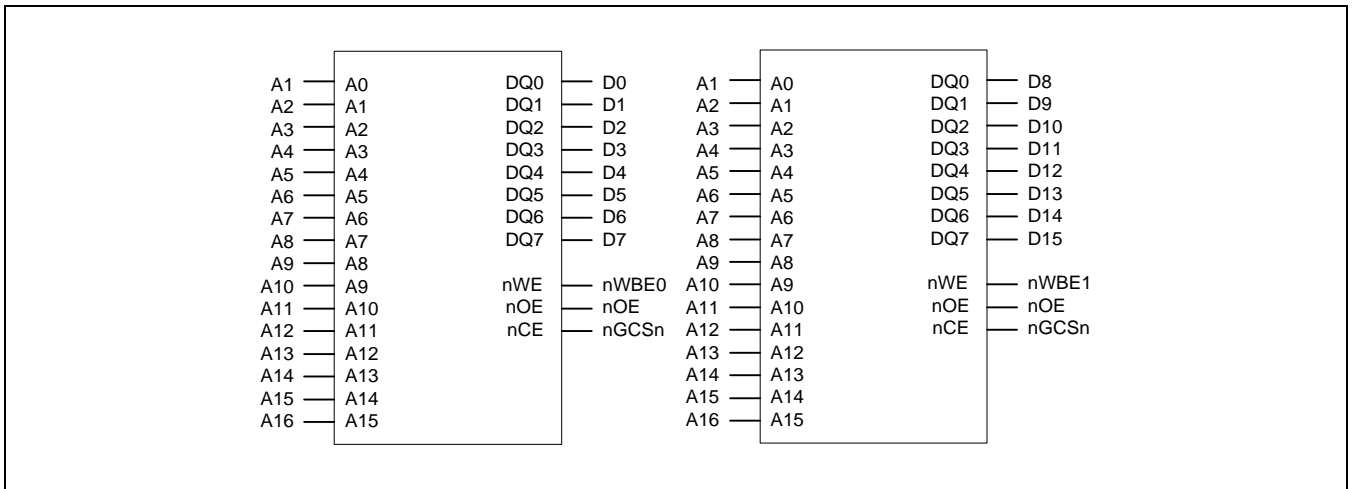 A1 A0 DQ0 D0 A1 A0 DQ0 D8
A2 A1 DQ1 D1 A2 A1 DQ1 D9
A3 A2 DQ2 D2 A3 A2 DQ2 D10
A4 A3 DQ3 D3 A4 A3 DQ3 D11
A5 A4 DQ4 D4 A5 A4 DQ4 D12
A6 A5 DQ5 D5 A6 A5 DQ5 D13
A7 A6 DQ6 D6 A7 A6 DQ6 D14
A8 A7 DQ7 D7 A8 A7 DQ7 D15
A9 A8 A9 A8
A10 A9 nWE nWBE0 A10 A9 nWE nWBE1
A11 A10 nOE nOE A11 A10 nOE nOE
A12 A11 nCE nGCSn A12 A11 nCE nGCSn
A13 A12 A13 A12
A14 A13 A14 A13
A15 A14 A15 A14
A16 A15 A16 A15